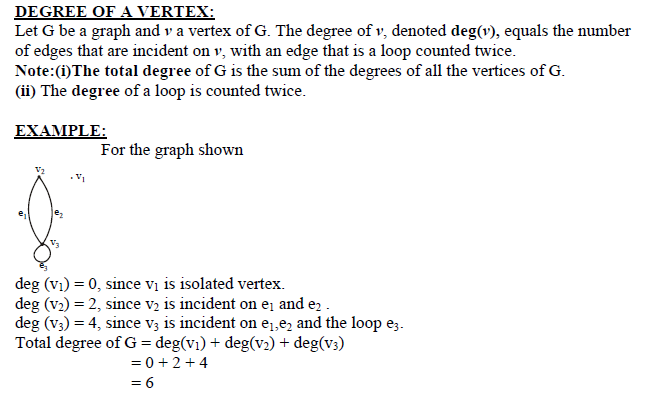 DEGREE OF A VERTEX:
Let G be a graph and v a vertex of G. The degree of v, denoted deg(v), equals the number
of edges that are incident on v, with an edge that is a loop counted twice.
Note:(i)The total degree of G is the sum of the degrees of all the vertices of G.
(ii) The degree of a loop is counted twice.
EXAMPLE:
For the graph shown
v₂
. v₁
e₁ e₂
v₃
e₃
deg (v₁) = 0, since v₁ is isolated vertex.
deg (v₂) = 2, since v₂ is incident on e₁ and e₂ .
deg (v₃) = 4, since v₃ is incident on e₁,e₂ and the loop e₃.
Total degree of G = deg(v₁) + deg(v₂) + deg(v₃)
= 0 + 2 + 4
= 6